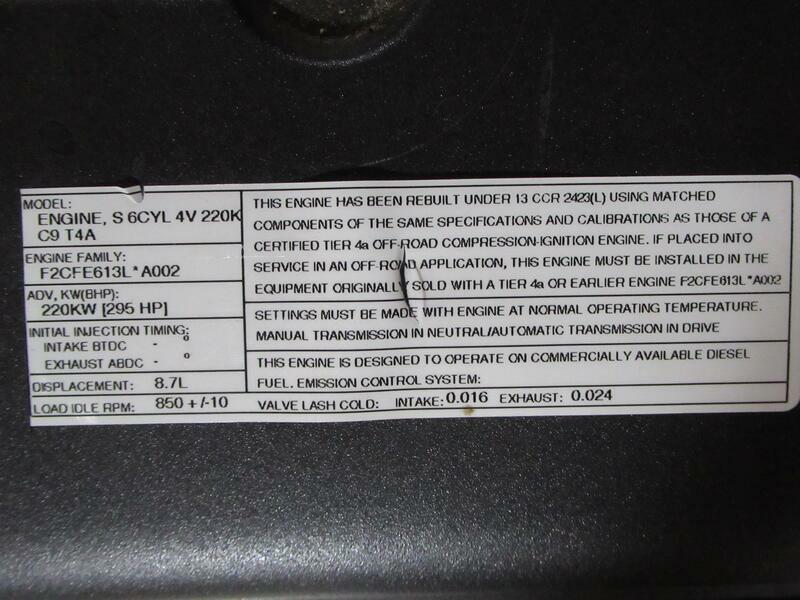 MODEL:
ENGINE, S 6CYL 4V 220K
C9 T4A
ENGINE FAMILY:
F2CFE613L*A002
ADV, KW(BHP):
220KW [295 HP]
INITIAL INJECTION TIMING:
INTAKE BTDC - °
EXHAUST ABDC - °
DISPLACEMENT: 8.7L
LOAD IDLE RPM: 850 +/-10
THIS ENGINE HAS BEEN REBUILT UNDER 13 CCR 2423(L) USING MATCHED
COMPONENTS OF THE SAME SPECIFICATIONS AND CALIBRATIONS AS THOSE OF A
CERTIFIED TIER 4a OFF-ROAD COMPRESSION-IGNITION ENGINE. IF PLACED INTO
SERVICE IN AN OFF-ROAD APPLICATION, THIS ENGINE MUST BE INSTALLED IN THE
EQUIPMENT ORIGINALLY SOLD WITH A TIER 4a OR EARLIER ENGINE F2CFE613L*A002
SETTINGS MUST BE MADE WITH ENGINE AT NORMAL OPERATING TEMPERATURE.
MANUAL TRANSMISSION IN NEUTRAL/AUTOMATIC TRANSMISSION IN DRIVE
THIS ENGINE IS DESIGNED TO OPERATE ON COMMERCIALLY AVAILABLE DIESEL
FUEL. EMISSION CONTROL SYSTEM:
VALVE LASH COLD: INTAKE: 0.016 EXHAUST: 0.024